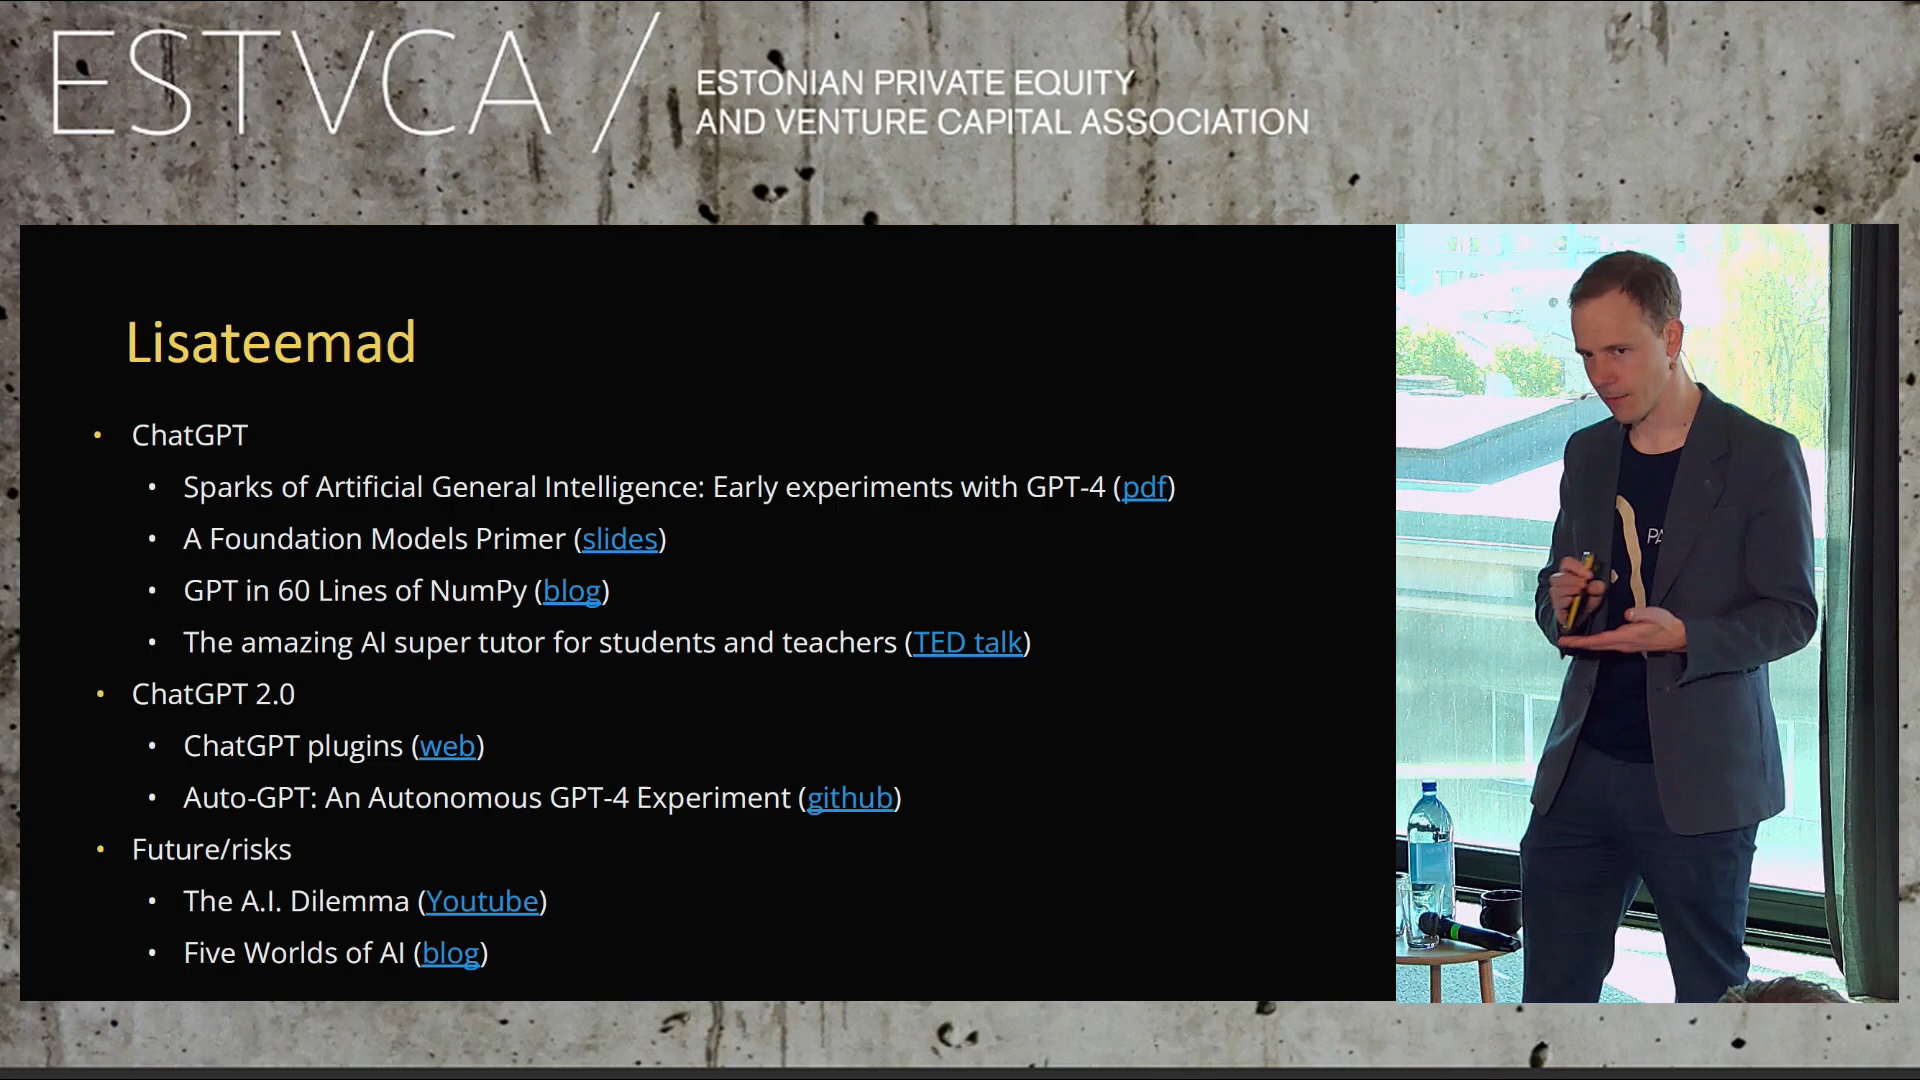 ESTVCA /
ESTONIAN PRIVATE EQUITY
AND VENTURE CAPITAL ASSOCIATION
Lisateemad
• ChatGPT
• Sparks of Artificial General Intelligence: Early experiments with GPT-4 (pdf)
• A Foundation Models Primer (slides)
• GPT in 60 Lines of NumPy (blog)
• The amazing AI super tutor for students and teachers (TED talk)
• ChatGPT 2.0
• ChatGPT plugins (web)
• Auto-GPT: An Autonomous GPT-4 Experiment (github)
• Future/risks
• The A.I. Dilemma (Youtube)
• Five Worlds of AI (blog)